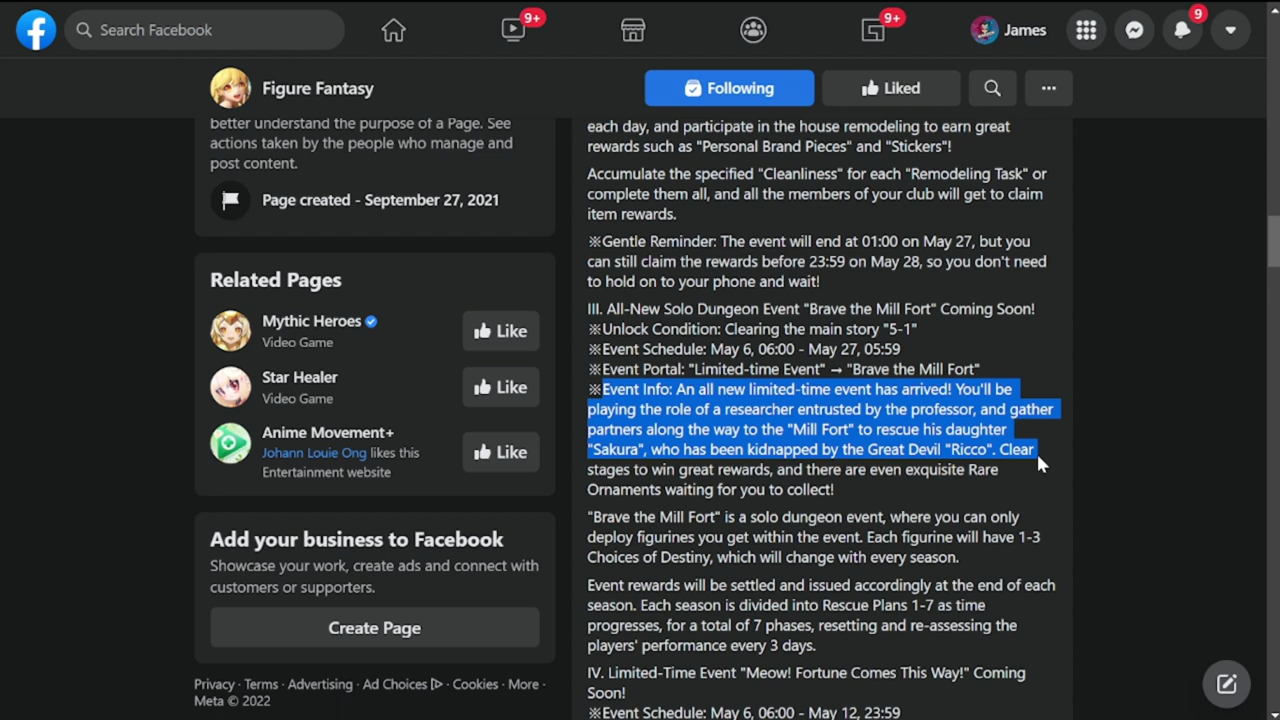 Search Facebook
9+
9+
James
9
Figure Fantasy
Following
Liked
better understand the purpose of a Page. See
actions taken by the people who manage and
post content.
Page created - September 27, 2021
Related Pages
Mythic Heroes
Video Game
Like
Star Healer
Video Game
Like
Anime Movement+
Johann Louie Ong likes this
Entertainment website
Like
Add your business to Facebook
Showcase your work, create ads and connect with
customers or supporters.
Create Page
Privacy · Terms · Advertising · Ad Choices · Cookies · More ·
Meta © 2022
each day, and participate in the house remodeling to earn great
rewards such as "Personal Brand Pieces" and "Stickers"!
Accumulate the specified "Cleanliness" for each "Remodeling Task" or
complete them all, and all the members of your club will get to claim
item rewards.
※Gentle Reminder: The event will end at 01:00 on May 27, but you
can still claim the rewards before 23:59 on May 28, so you don't need
to hold on to your phone and wait!
III. All-New Solo Dungeon Event "Brave the Mill Fort" Coming Soon!
※Unlock Condition: Clearing the main story "5-1"
※Event Schedule: May 6, 06:00 - May 27, 05:59
※Event Portal: "Limited-time Event" → "Brave the Mill Fort"
※Event Info: An all new limited-time event has arrived! You'll be
playing the role of a researcher entrusted by the professor, and gather
partners along the way to the "Mill Fort" to rescue his daughter
"Sakura", who has been kidnapped by the Great Devil "Ricco". Clear
stages to win great rewards, and there are even exquisite Rare
Ornaments waiting for you to collect!
"Brave the Mill Fort" is a solo dungeon event, where you can only
deploy figurines you get within the event. Each figurine will have 1-3
Choices of Destiny, which will change with every season.
Event rewards will be settled and issued accordingly at the end of each
season. Each season is divided into Rescue Plans 1-7 as time
progresses, for a total of 7 phases, resetting and re-assessing the
players' performance every 3 days.
IV. Limited-Time Event "Meow! Fortune Comes This Way!" Coming
Soon!
※Event Schedule: May 6, 06:00 - May 12, 23:59